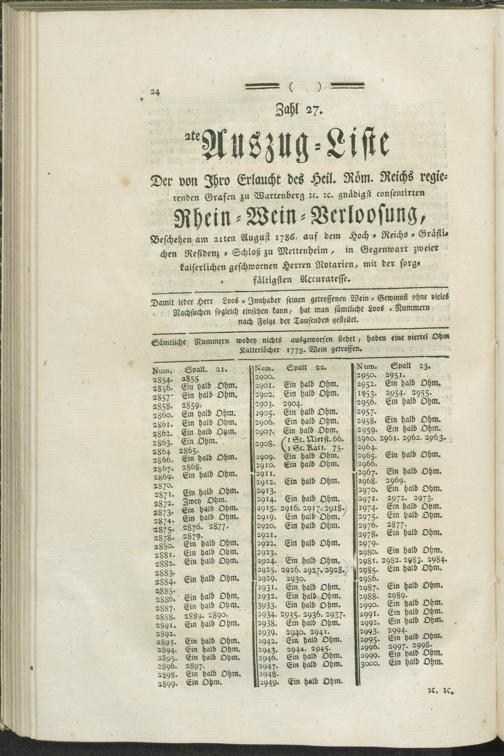 24
( )
Zahl 27.
2te Auszug-Liste
Der von Ihro Erlaucht des Heil. Röm. Reichs regie-
renden Grafen zu Wartenberg ꝛc. ꝛc. gnädigst consentirten
Rhein-Wein-Verloosung,
Beschehen am 21ten August 1786. auf dem Hoch-Reichs-Gräfli-
chen Residenz-Schloß zu Mettenheim, in Gegenwart zweier
kaiserlichen geschwornen Herren Notarien, mit der sorg-
fältigsten Accuratesse.
Damit jeder Herr Loos-Innhaber seinen getroffenen Wein-Gewinnst ohne vieles
Nachsuchen sogleich einsehen kann, hat man sämtliche Loos-Nummern
nach Folge der Tausenden gestellet.
Sämtliche Nummern wobey nichts ausgeworfen stehet, haben eine viertel Ohm
Katterlöcher 1775. Wein getroffen.
Num. Spalt. 21.
2854. 2855
2856. Ein halb Ohm.
2857. Ein halb Ohm.
2858. 2859.
2860. Ein halb Ohm.
2861. Ein halb Ohm.
2862. Ein halb Ohm.
2863. Ein Ohm.
2864 2865.
2866. Ein halb Ohm.
2867. 2868.
2869. Ein halb Ohm.
2870.
2871. Ein halb Ohm.
2872. Zwey Ohm.
2873. Ein halb Ohm.
2874. Ein halb Ohm.
2875. 2876. 2877.
2878. 2879.
2880. Ein halb Ohm.
2881. Ein halb Ohm.
2882. Ein halb Ohm.
2883.
2884. Ein halb Ohm.
2885.
2886. Ein halb Ohm.
2887. Ein halb Ohm.
2888. 2889. 2890.
2891. Ein halb Ohm.
2892.
2893. Ein halb Ohm.
2894. Ein halb Ohm.
2895. Ein halb Ohm.
2896. 2897.
2898. Ein halb Ohm.
2899. Ein Ohm.
Num. Spalt 22.
2900.
2901. Ein halb Ohm.
2902. Ein halb Ohm.
2903. 2904.
2905. Ein halb Ohm.
2906. Ein halb Ohm.
2907. Ein halb Ohm.
2908. (1 St. Nierst. 66.
1 St. Katt. 75.
2909. Ein halb Ohm.
2910. Ein halb Ohm.
2911.
2912. Ein halb Ohm.
2913.
2914. Ein halb Ohm.
2915. 2916. 2917. 2918.
2919. Ein halb Ohm.
2920. Ein halb Ohm.
2921.
2922. Ein halb Ohm.
2923.
2924. Ein halb Ohm.
2925. 2926. 2927. 2928.
2929. 2930.
2931. Ein halb Ohm.
2932. Ein halb Ohm.
3933. Ein halb Ohm.
2934. 2935. 2936. 2937.
2938. Ein halb Ohm.
2939. 2940. 2941.
2942. Ein halb Ohm.
2943. 2944. 2945.
2946. Ein halb Ohm.
2947. Ein halb Ohm.
2948.
2949. Ein halb Ohm.
Num. Spalt 23.
2950. 2951.
2952. Ein halb Ohm.
1953. 2954. 2955.
2956. Ein halb Ohm.
2957.
2958. Ein halb Ohm.
2959. Ein halb Ohm.
2960. 2961. 2962. 2963.
2964.
2965. Ein halb Ohm.
2966.
2967. Ein halb Ohm.
2968. 2969.
2970. Ein halb Ohm.
2971. 2972. 2973.
2974. Ein halb Ohm.
2975. Ein halb Ohm.
2976. 2877.
2978. Ein halb Ohm.
2979.
2980. Ein halb Ohm.
2981. 2982. 2983. 2984.
2985. Ein halb Ohm.
2986.
2987. Ein halb Ohm.
2988. 2989.
2990. Ein halb Ohm.
2991. Ein halb Ohm.
2992. Ein halb Ohm.
2993. 2994.
2995. Ein halb Ohm.
2996. 2997. 2998.
2999. Ein halb Ohm.
3000. Ein halb Ohm.
ꝛc. ꝛc.